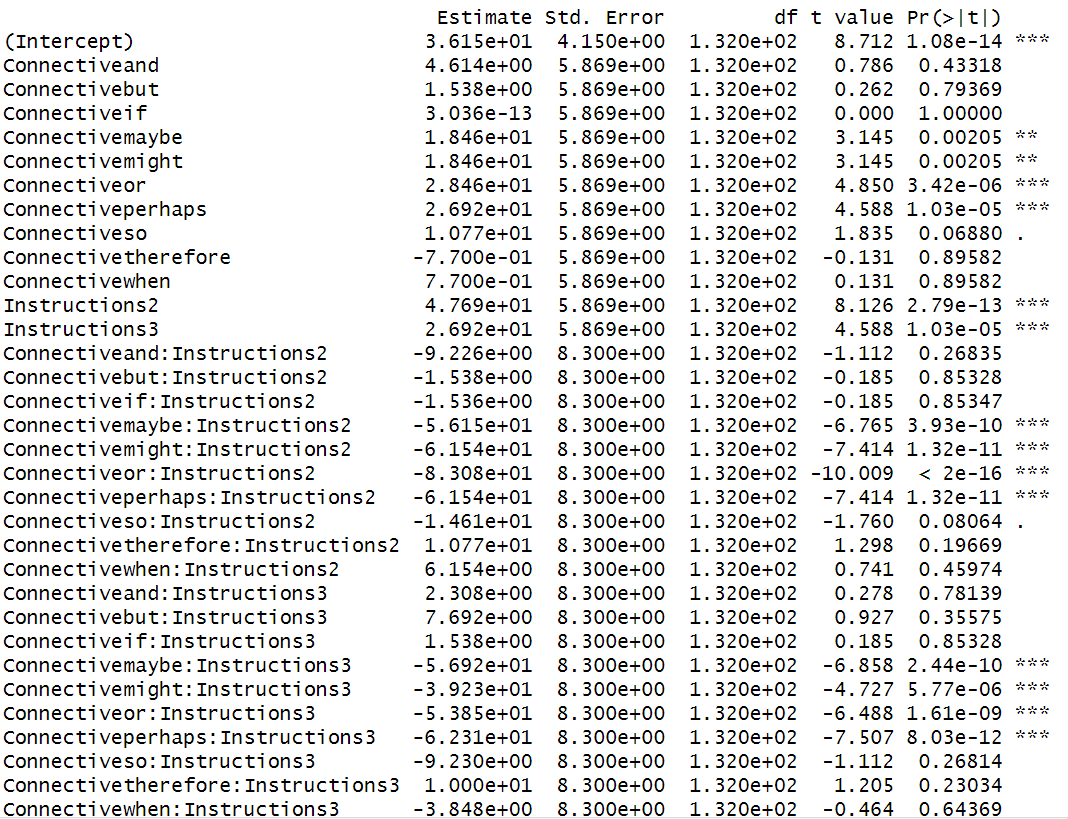 Estimate Std. Error df t value Pr(>|t|)
(Intercept) 3.615e+01 4.150e+00 1.320e+02 8.712 1.08e-14 ***
Connectiveand 4.614e+00 5.869e+00 1.320e+02 0.786 0.43318
Connectivebut 1.538e+00 5.869e+00 1.320e+02 0.262 0.79369
Connectiveif 3.036e-13 5.869e+00 1.320e+02 0.000 1.00000
Connectivemaybe 1.846e+01 5.869e+00 1.320e+02 3.145 0.00205 **
Connectivemight 1.846e+01 5.869e+00 1.320e+02 3.145 0.00205 **
Connectiveor 2.846e+01 5.869e+00 1.320e+02 4.850 3.42e-06 ***
Connectiveperhaps 2.692e+01 5.869e+00 1.320e+02 4.588 1.03e-05 ***
Connectiveso 1.077e+01 5.869e+00 1.320e+02 1.835 0.06880 .
Connectivetherefore -7.700e-01 5.869e+00 1.320e+02 -0.131 0.89582
Connectivewhen 7.700e-01 5.869e+00 1.320e+02 0.131 0.89582
Instructions2 4.769e+01 5.869e+00 1.320e+02 8.126 2.79e-13 ***
Instructions3 2.692e+01 5.869e+00 1.320e+02 4.588 1.03e-05 ***
Connectiveand:Instructions2 -9.226e+00 8.300e+00 1.320e+02 -1.112 0.26835
Connectivebut:Instructions2 -1.538e+00 8.300e+00 1.320e+02 -0.185 0.85328
Connectiveif:Instructions2 -1.536e+00 8.300e+00 1.320e+02 -0.185 0.85347
Connectivemaybe:Instructions2 -5.615e+01 8.300e+00 1.320e+02 -6.765 3.93e-10 ***
Connectivemight:Instructions2 -6.154e+01 8.300e+00 1.320e+02 -7.414 1.32e-11 ***
Connectiveor:Instructions2 -8.308e+01 8.300e+00 1.320e+02 -10.009 < 2e-16 ***
Connectiveperhaps:Instructions2 -6.154e+01 8.300e+00 1.320e+02 -7.414 1.32e-11 ***
Connectiveso:Instructions2 -1.461e+01 8.300e+00 1.320e+02 -1.760 0.08064 .
Connectivetherefore:Instructions2 1.077e+01 8.300e+00 1.320e+02 1.298 0.19669
Connectivewhen:Instructions2 6.154e+00 8.300e+00 1.320e+02 0.741 0.45974
Connectiveand:Instructions3 2.308e+00 8.300e+00 1.320e+02 0.278 0.78139
Connectivebut:Instructions3 7.692e+00 8.300e+00 1.320e+02 0.927 0.35575
Connectiveif:Instructions3 1.538e+00 8.300e+00 1.320e+02 0.185 0.85328
Connectivemaybe:Instructions3 -5.692e+01 8.300e+00 1.320e+02 -6.858 2.44e-10 ***
Connectivemight:Instructions3 -3.923e+01 8.300e+00 1.320e+02 -4.727 5.77e-06 ***
Connectiveor:Instructions3 -5.385e+01 8.300e+00 1.320e+02 -6.488 1.61e-09 ***
Connectiveperhaps:Instructions3 -6.231e+01 8.300e+00 1.320e+02 -7.507 8.03e-12 ***
Connectiveso:Instructions3 -9.230e+00 8.300e+00 1.320e+02 -1.112 0.26814
Connectivetherefore:Instructions3 1.000e+01 8.300e+00 1.320e+02 1.205 0.23034
Connectivewhen:Instructions3 -3.848e+00 8.300e+00 1.320e+02 -0.464 0.64369